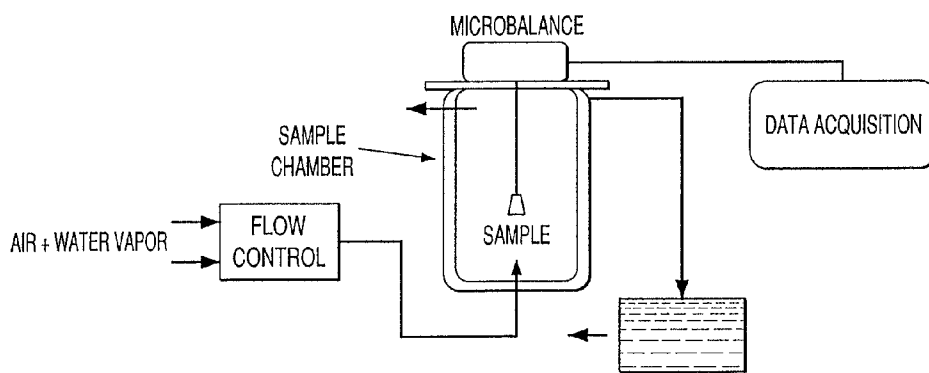 MICROBALANCE
DATA ACQUISITION
SAMPLE
CHAMBER
SAMPLE
AIR + WATER VAPOR
FLOW
CONTROL